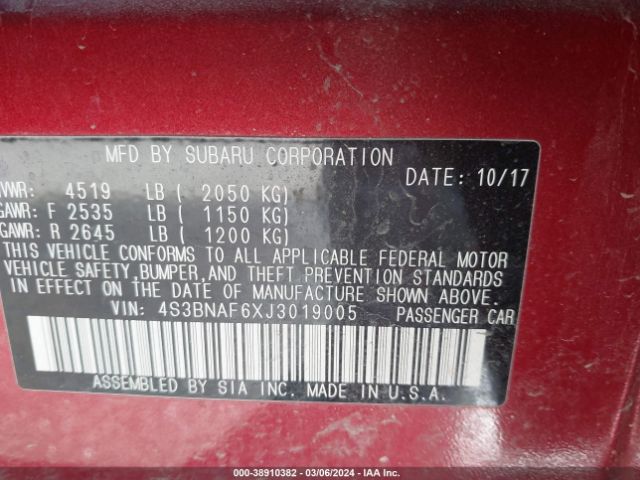 MFD BY SUBARU CORPORATION
DATE: 10/17
VWR: 4519 LB ( 2050 KG)
GAWR: F 2535 LB ( 1150 KG)
GAWR: R 2645 LB ( 1200 KG)
THIS VEHICLE CONFORMS TO ALL APPLICABLE FEDERAL MOTOR
VEHICLE SAFETY, BUMPER, AND THEFT PREVENTION STANDARDS
IN EFFECT ON THE DATE OF MANUFACTURE SHOWN ABOVE.
VIN: 4S3BNAF6XJ3019005 PASSENGER CAR
ASSEMBLED BY SIA INC. MADE IN U.S.A.
000-38910382 — 03/06/2024 — IAA Inc.